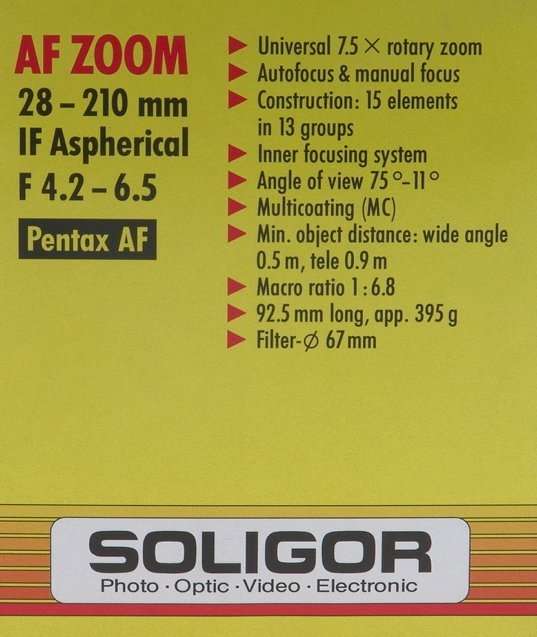 AF ZOOM
28 – 210 mm
IF Aspherical
F 4.2 – 6.5
Pentax AF
Universal 7.5 × rotary zoom
Autofocus & manual focus
Construction: 15 elements
in 13 groups
Inner focusing system
Angle of view 75°–11°
Multicoating (MC)
Min. object distance: wide angle
0.5 m, tele 0.9 m
Macro ratio 1 : 6.8
92.5 mm long, app. 395 g
Filter-∅ 67 mm
SOLIGOR
Photo · Optic · Video · Electronic